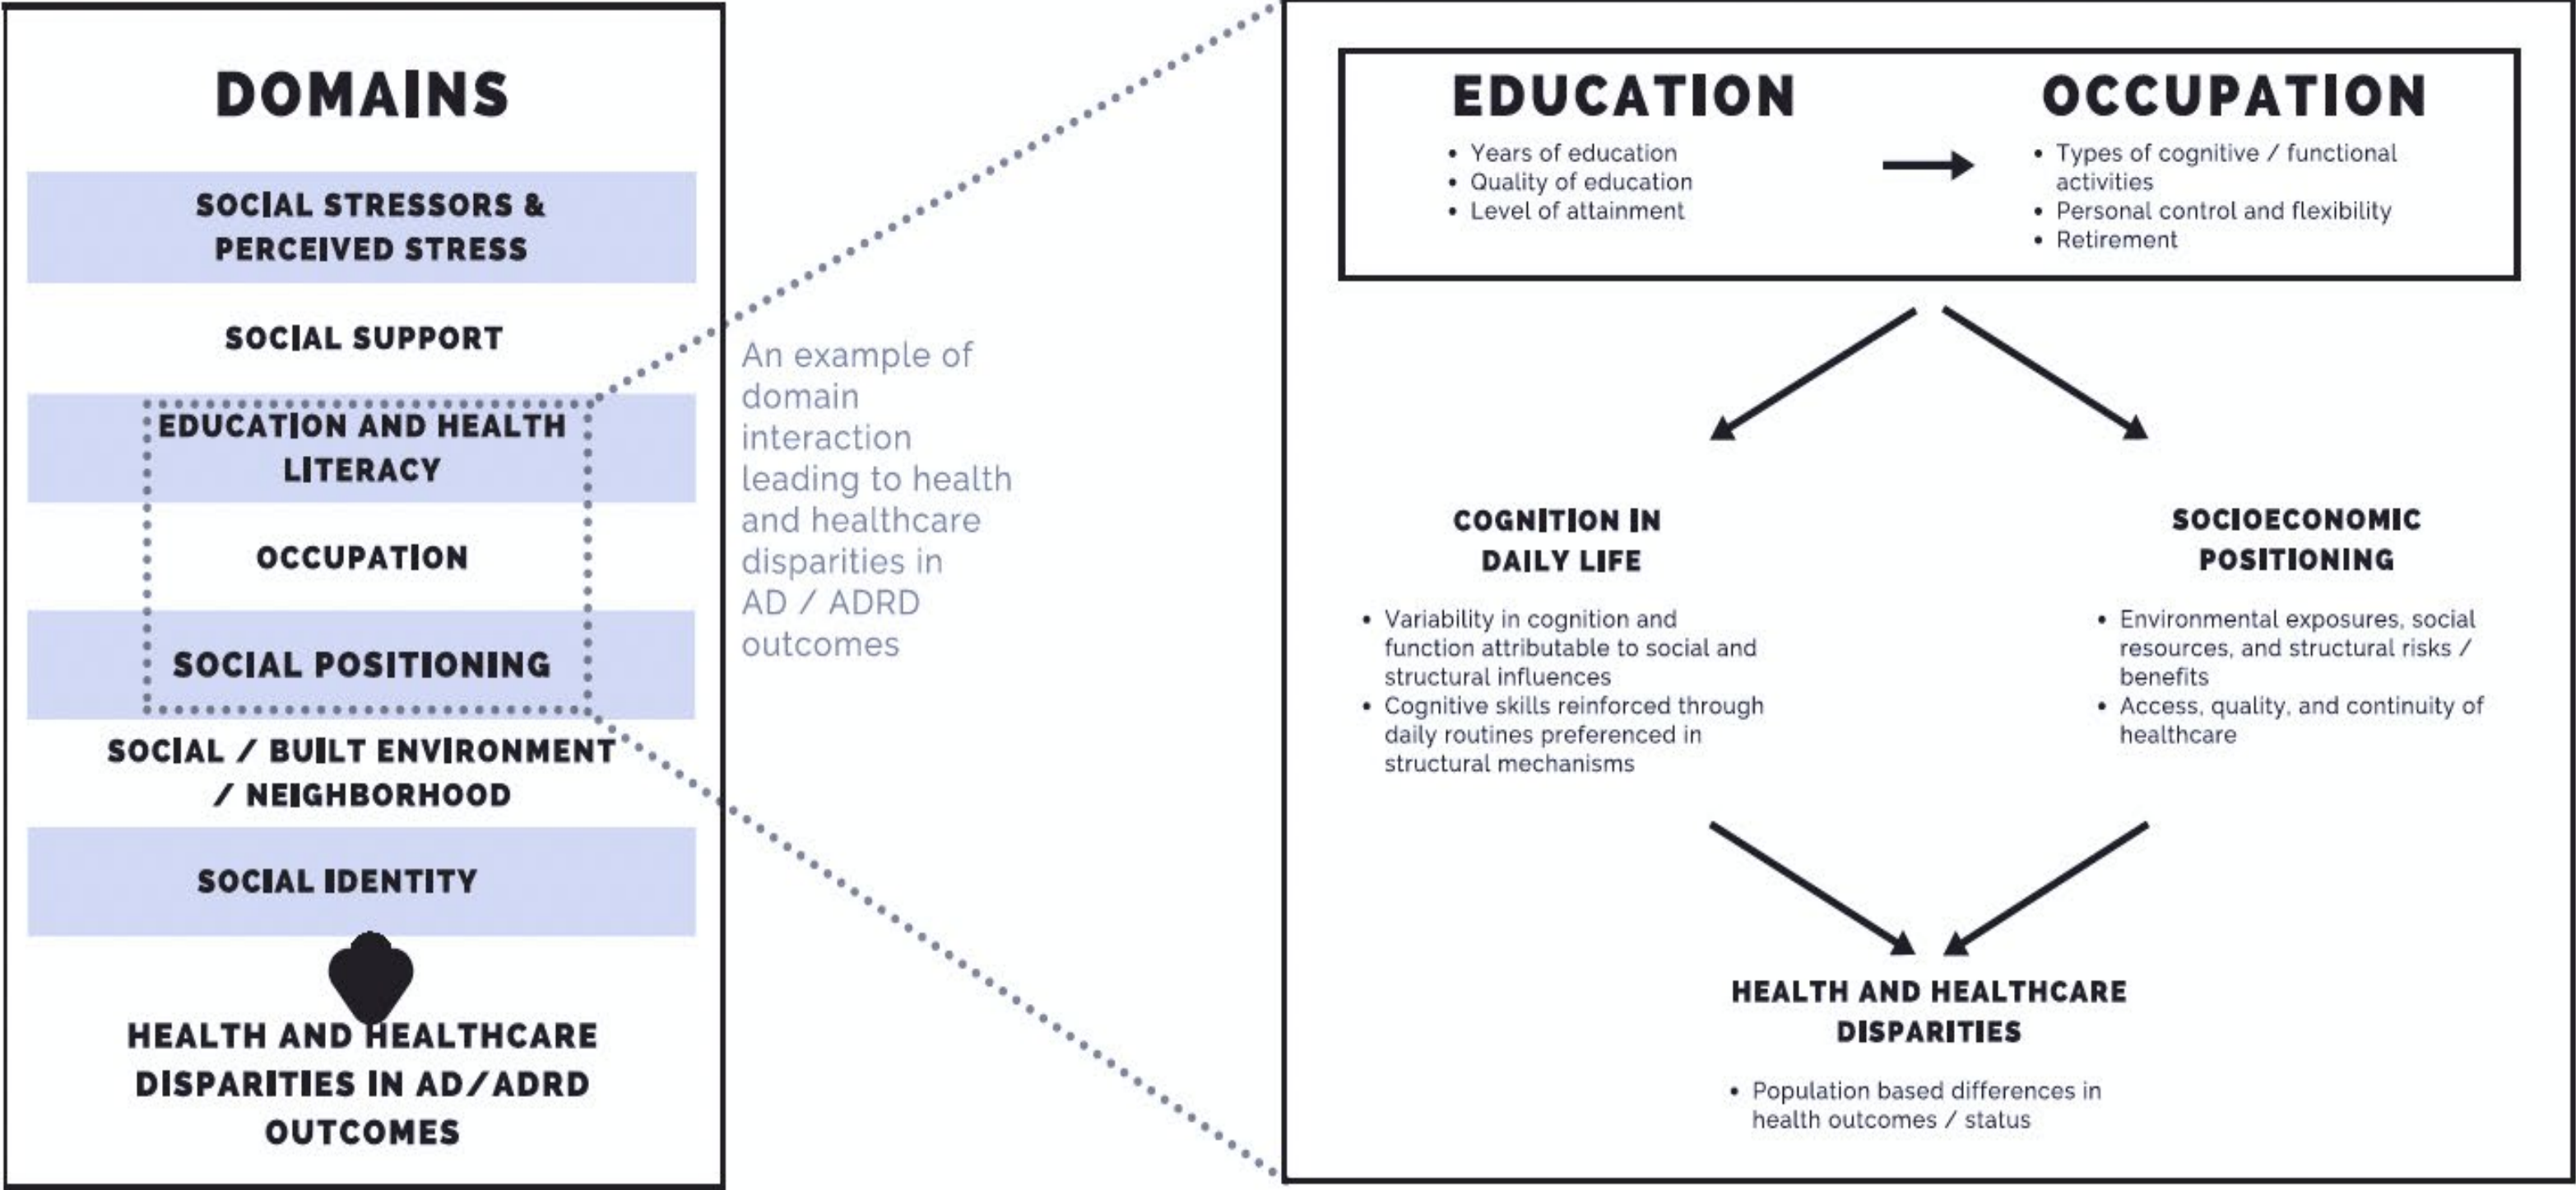 DOMAINS
SOCIAL STRESSORS &
PERCEIVED STRESS
SOCIAL SUPPORT
EDUCATION AND HEALTH
LITERACY
OCCUPATION
SOCIAL POSITIONING
SOCIAL / BUILT ENVIRONMENT
/ NEIGHBORHOOD
SOCIAL IDENTITY
HEALTH AND HEALTHCARE
DISPARITIES IN AD/ADRD
OUTCOMES
An example of
domain
interaction
leading to health
and healthcare
disparities in
AD / ADRD
outcomes
EDUCATION
• Years of education
• Quality of education
• Level of attainment
OCCUPATION
• Types of cognitive / functional
activities
• Personal control and flexibility
• Retirement
COGNITION IN
DAILY LIFE
• Variability in cognition and
function attributable to social and
structural influences
• Cognitive skills reinforced through
daily routines preferenced in
structural mechanisms
SOCIOECONOMIC
POSITIONING
• Environmental exposures, social
resources, and structural risks /
benefits
• Access, quality, and continuity of
healthcare
HEALTH AND HEALTHCARE
DISPARITIES
• Population based differences in
health outcomes / status